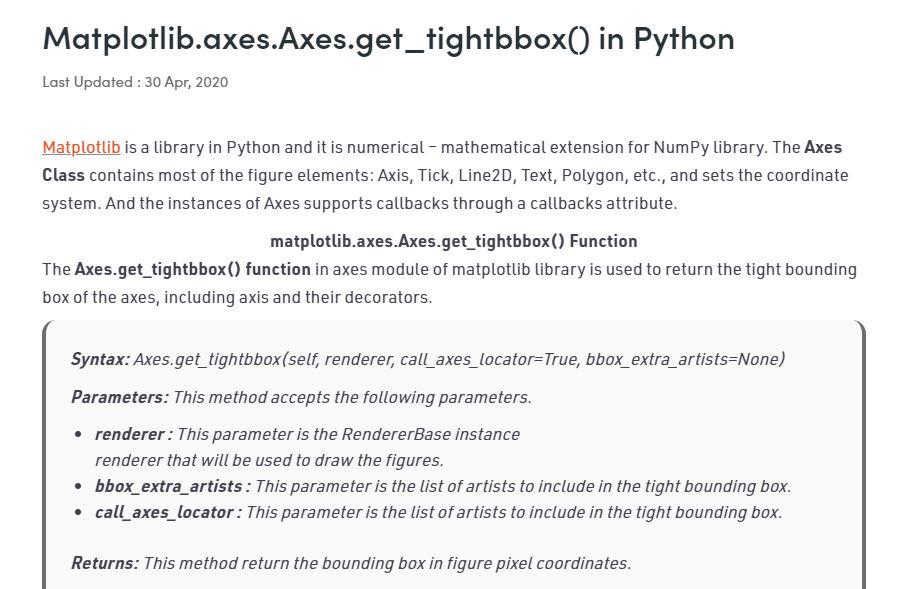 Matplotlib.axes.Axes.get_tightbbox() in Python
Last Updated : 30 Apr, 2020
Matplotlib is a library in Python and it is numerical – mathematical extension for NumPy library. The Axes
Class contains most of the figure elements: Axis, Tick, Line2D, Text, Polygon, etc., and sets the coordinate
system. And the instances of Axes supports callbacks through a callbacks attribute.
matplotlib.axes.Axes.get_tightbbox() Function
The Axes.get_tightbbox() function in axes module of matplotlib library is used to return the tight bounding
box of the axes, including axis and their decorators.
Syntax: Axes.get_tightbbox(self, renderer, call_axes_locator=True, bbox_extra_artists=None)
Parameters: This method accepts the following parameters.
• renderer : This parameter is the RendererBase instance
renderer that will be used to draw the figures.
• bbox_extra_artists : This parameter is the list of artists to include in the tight bounding box.
• call_axes_locator : This parameter is the list of artists to include in the tight bounding box.
Returns: This method return the bounding box in figure pixel coordinates.